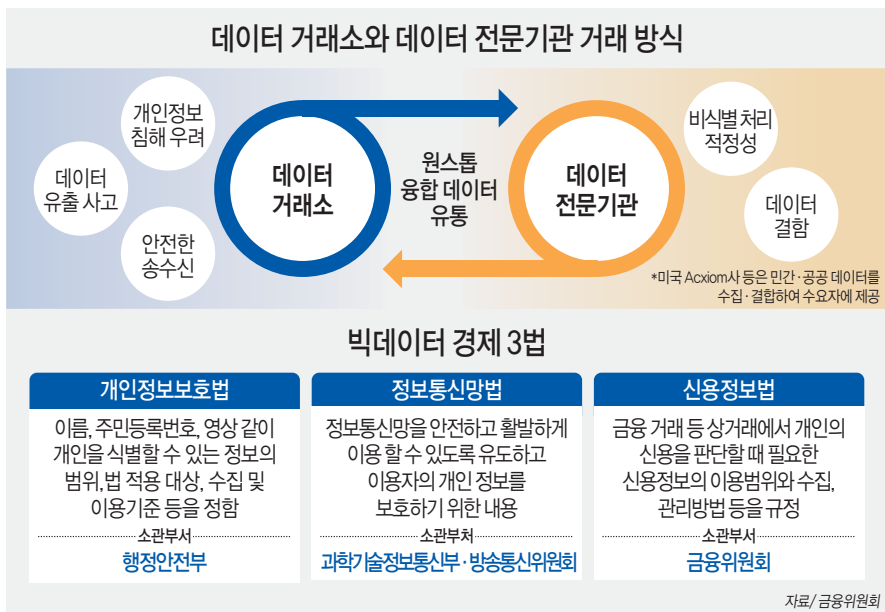 데이터 거래소와 데이터 전문기관 거래 방식
개인정보
침해 우려
데이터
유출 사고
안전한
송수신
데이터
거래소
원스톱
융합 데이터
유통
데이터
전문기관
비식별 처리
적정성
데이터
결함
*미국 Acxiom사 등은 민간·공공 데이터를
수집·결합하여 수요자에 제공
빅데이터 경제 3법
개인정보보호법
이름, 주민등록번호, 영상 같이
개인을 식별할 수 있는 정보의
범위,법 적용 대상, 수집 및
이용기준 등을 정함
소관부서
행정안전부
정보통신망법
정보통신망을 안전하고 활발하게
이용 할 수 있도록 유도하고
이용자의 개인 정보를
보호하기 위한 내용
소관부처
과학기술정보통신부·방송통신위원회
신용정보법
금융 거래 등 상거래에서 개인의
신용을 판단할 때 필요한
신용정보의 이용범위와 수집,
관리방법 등을 규정
소관부서
금융위원회
자료/금융위원회